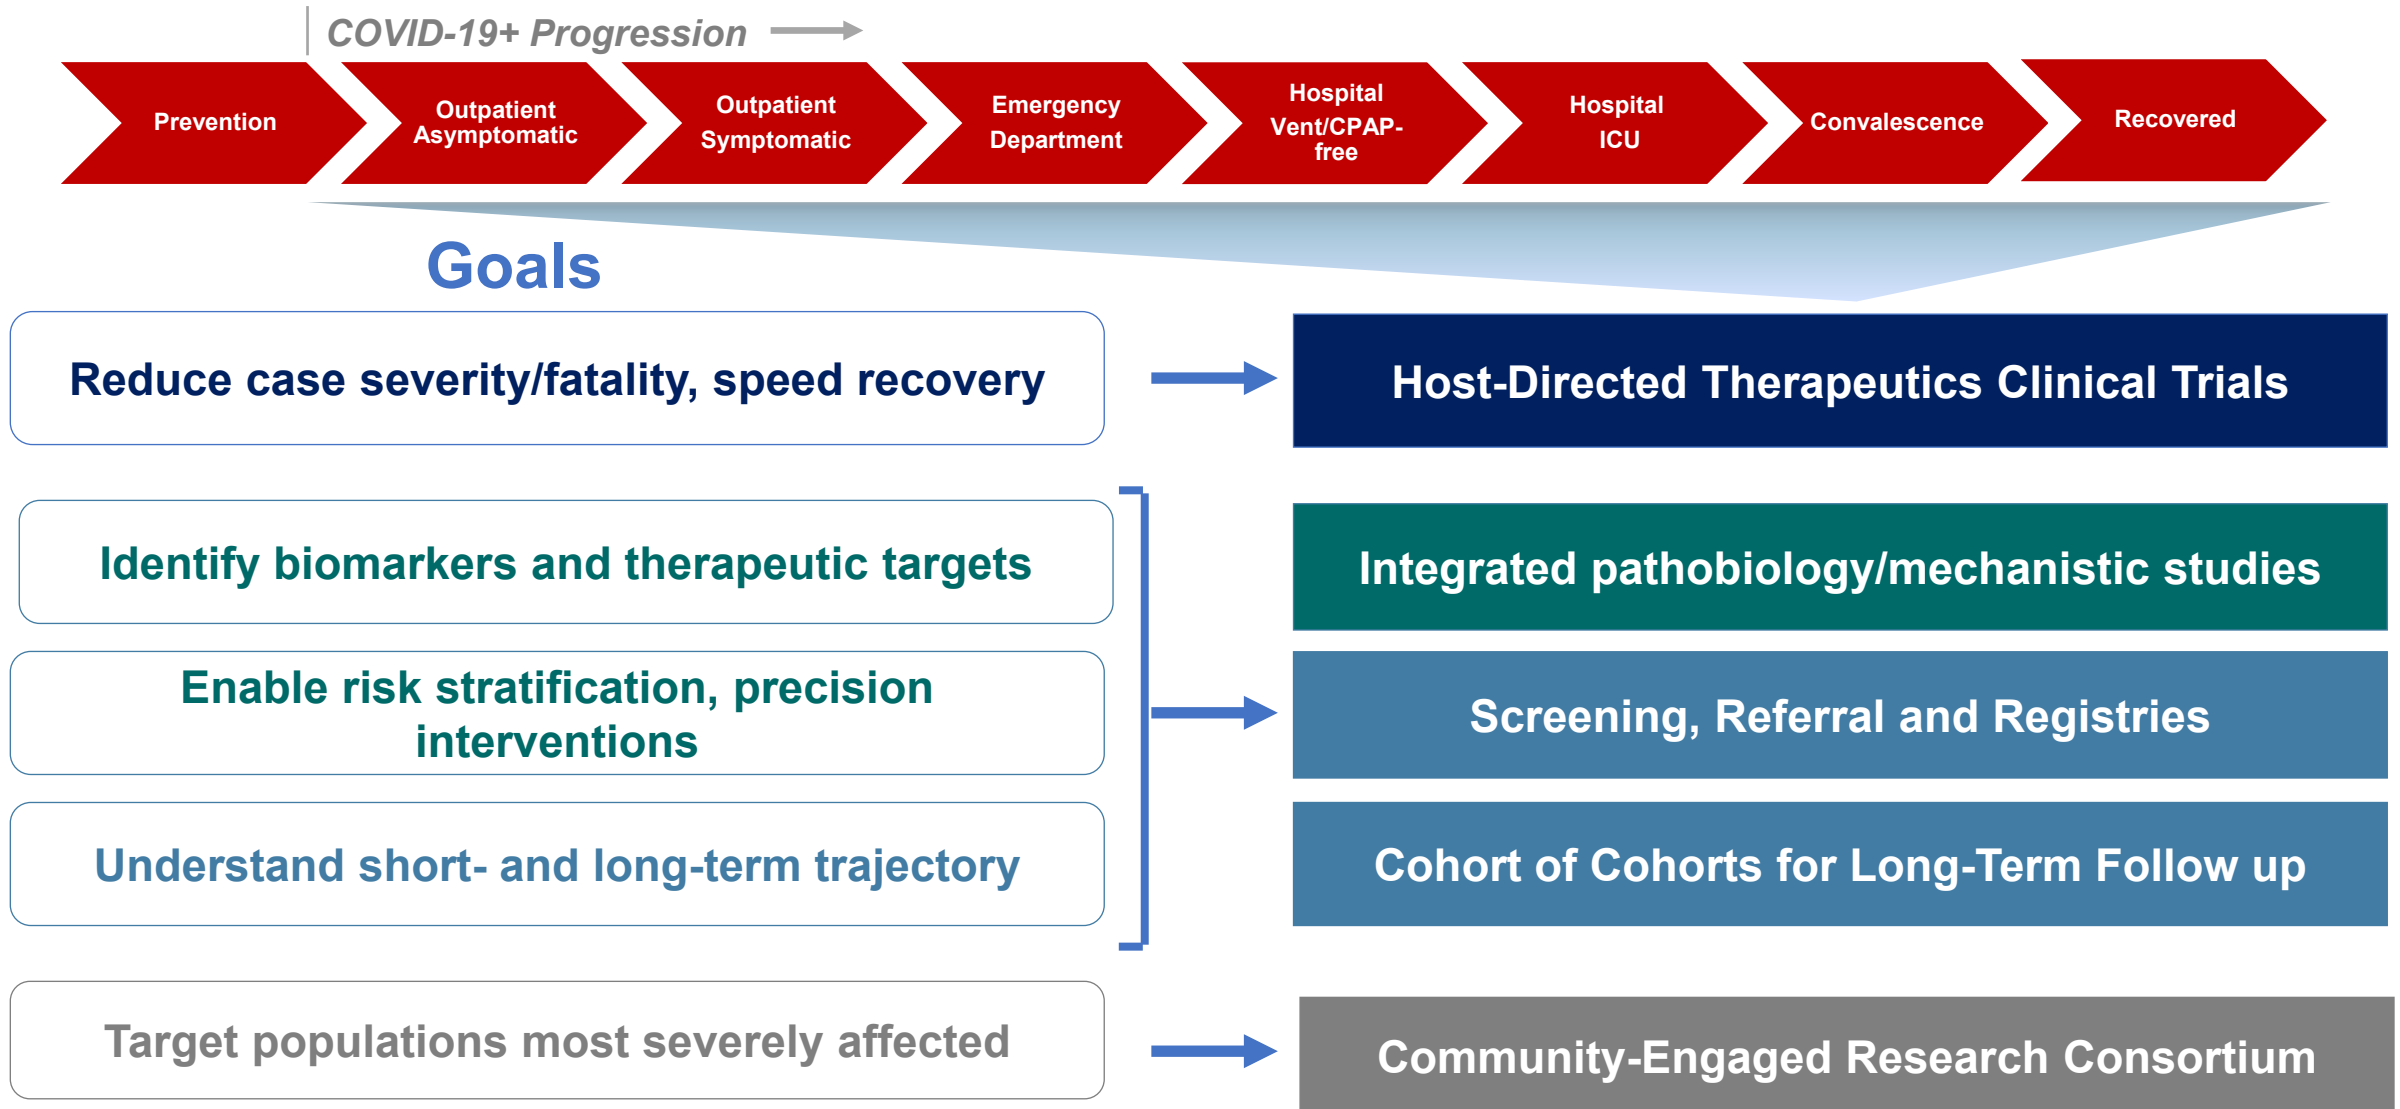 COVID-19+ Progression
Prevention
Outpatient
Asymptomatic
Outpatient
Symptomatic
Emergency
Department
Hospital
Vent/CPAP-
free
Hospital
ICU
Convalescence
Recovered
Goals
Reduce case severity/fatality, speed recovery
Host-Directed Therapeutics Clinical Trials
Identify biomarkers and therapeutic targets
Integrated pathobiology/mechanistic studies
Enable risk stratification, precision
interventions
Screening, Referral and Registries
Understand short- and long-term trajectory
Cohort of Cohorts for Long-Term Follow up
Target populations most severely affected
Community-Engaged Research Consortium